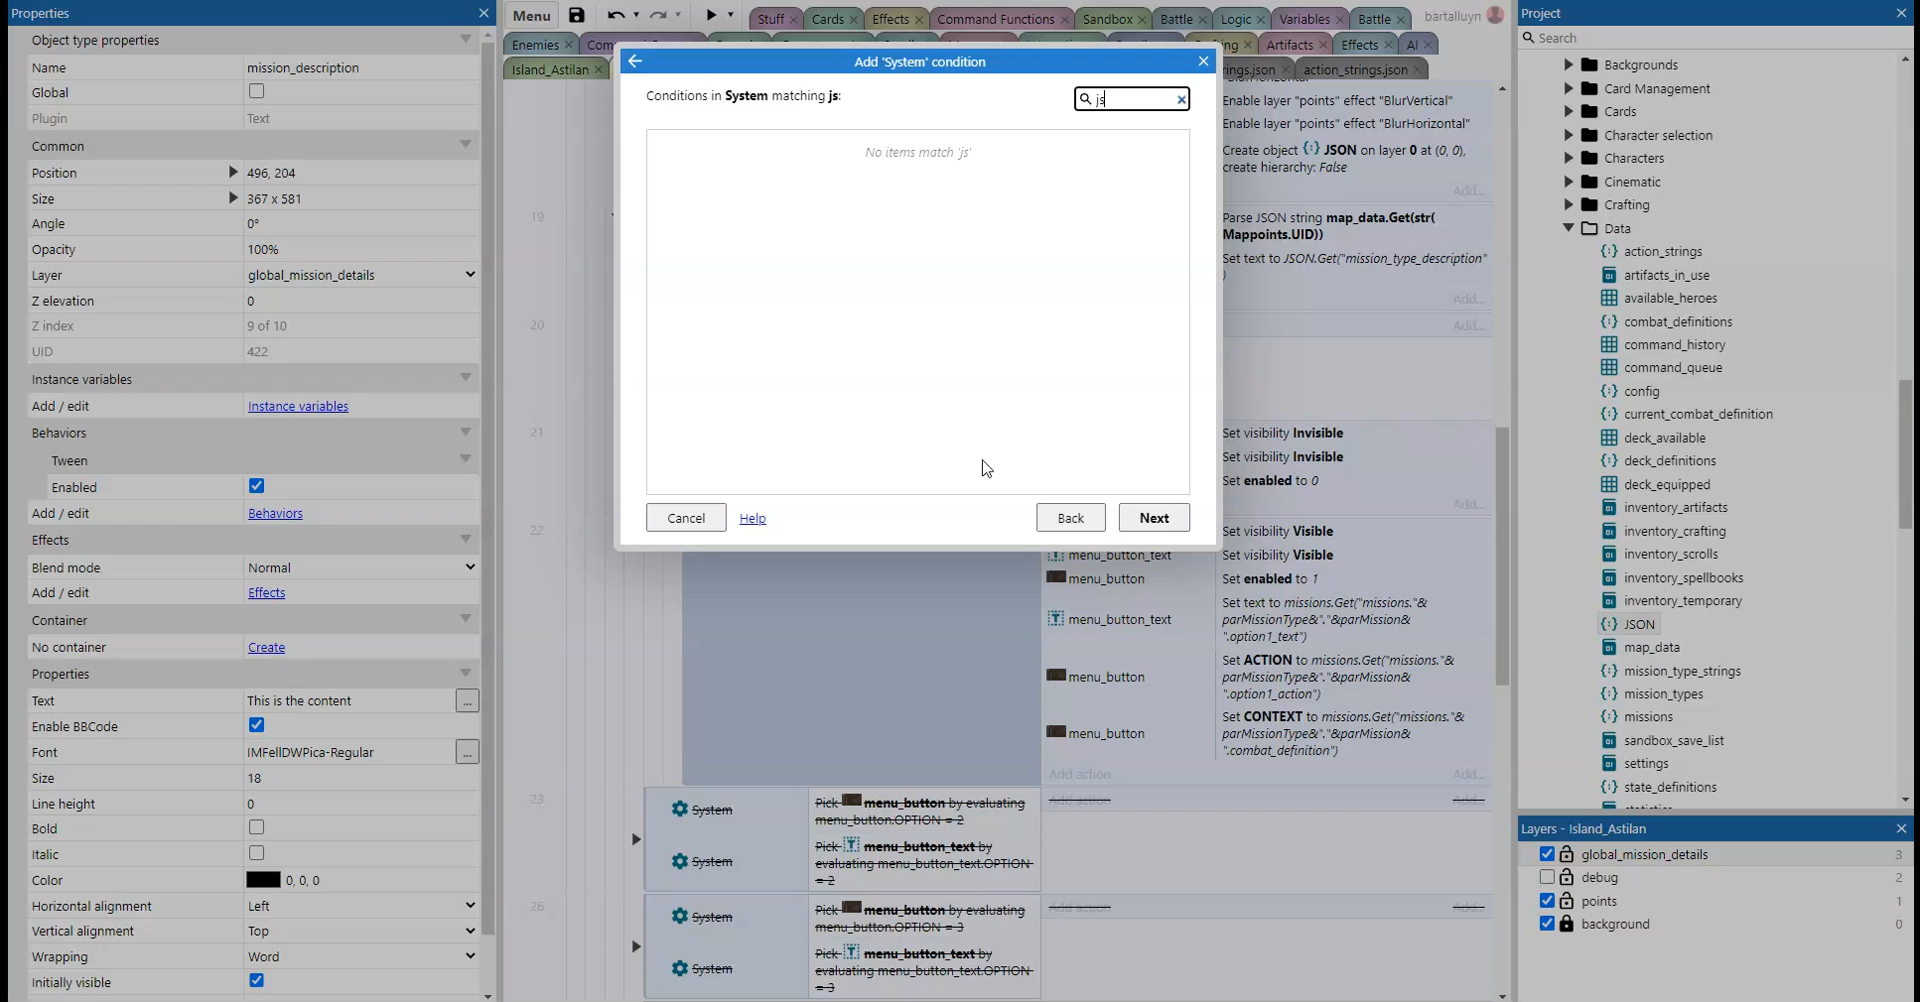 Properties
Object type properties
Name mission_description
Global
Plugin Text
Common
Position 496, 204
Size 367 x 581
Angle 0°
Opacity 100%
Layer global_mission_details
Z elevation 0
Z index 9 of 10
UID 422
Instance variables
Add / edit Instance variables
Behaviors
Tween
Enabled
Add / edit Behaviors
Effects
Blend mode Normal
Add / edit Effects
Container
No container Create
Properties
Text This is the content ...
Enable BBCode
Font IMFellDWPica-Regular ...
Size 18
Line height 0
Bold
Italic
Color 0, 0, 0
Horizontal alignment Left
Vertical alignment Top
Wrapping Word
Initially visible
Menu Stuff Cards Effects Command Functions Sandbox Battle Logic Variables Battle bartalluyn
Enemies Effects Artifacts AI
Island_Astilan action_strings.json
Add 'System' condition
Conditions in System matching js:
js
No items match 'js'
Cancel Help Back Next
Enable layer "points" effect "BlurVertical"
Enable layer "points" effect "BlurHorizontal"
Create object {:} JSON on layer 0 at (0, 0),
create hierarchy: False
Add...
19 Parse JSON string map_data.Get(str(
Mappoints.UID))
Set text to JSON.Get("mission_type_description"
)
Add...
20 Add...
21 Set visibility Invisible
Set visibility Invisible
Set enabled to 0
Add...
22 Set visibility Visible
menu_button_text Set visibility Visible
menu_button Set enabled to 1
menu_button_text Set text to missions.Get("missions."&
parMissionType&"."&parMission&
".option1_text")
menu_button Set ACTION to missions.Get("missions."&
parMissionType&"."&parMission&
".option1_action")
menu_button Set CONTEXT to missions.Get("missions."&
parMissionType&"."&parMission&
".combat_definition")
Add action Add...
23 System Pick menu_button by evaluating
menu_button.OPTION = 2
Add action Add...
System Pick menu_button_text by
evaluating menu_button_text.OPTION
= 2
26 System Pick menu_button by evaluating
menu_button.OPTION = 3
Add action Add...
System Pick menu_button_text by
evaluating menu_button_text.OPTION
= 3
Project
Search
Backgrounds
Card Management
Cards
Character selection
Characters
Cinematic
Crafting
Data
action_strings
artifacts_in_use
available_heroes
combat_definitions
command_history
command_queue
config
current_combat_definition
deck_available
deck_definitions
deck_equipped
inventory_artifacts
inventory_crafting
inventory_scrolls
inventory_spellbooks
inventory_temporary
JSON
map_data
mission_type_strings
mission_types
missions
sandbox_save_list
settings
state_definitions
Layers - Island_Astilan
global_mission_details 3
debug 2
points 1
background 0